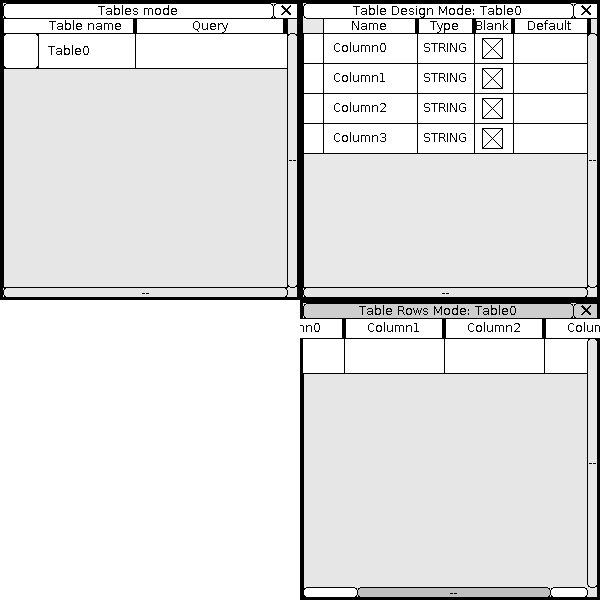 Tables mode
Table name Query
Table0
--
--
Table Design Mode: Table0
Name Type Blank Default
Column0 STRING
Column1 STRING
Column2 STRING
Column3 STRING
--
--
Table Rows Mode: Table0
nn0 Column1 Column2 Colum
--
--